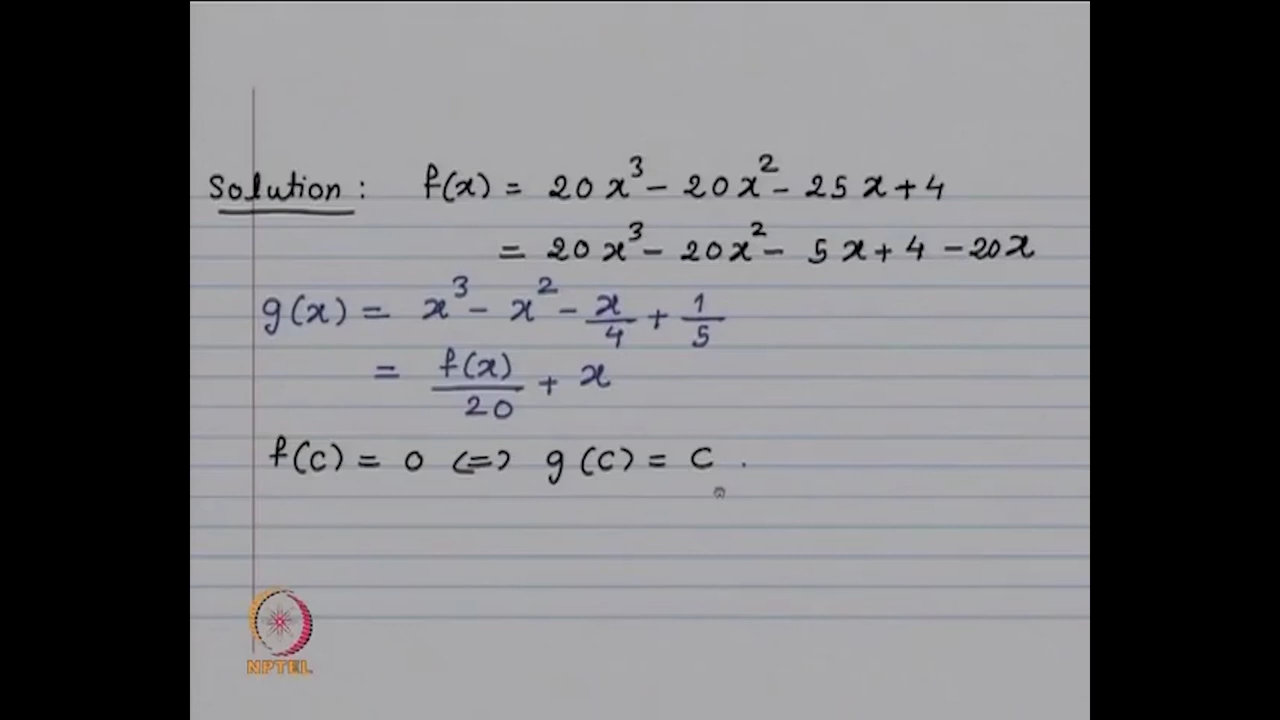 Solution : f(x) = 20x³ - 20x² - 25x + 4
= 20x³ - 20x² - 5x + 4 - 20x
g(x) = x³ - x² - x/4 + 1/5
= f(x)/20 + x
f(c) = 0 <=> g(c) = c .
NPTEL